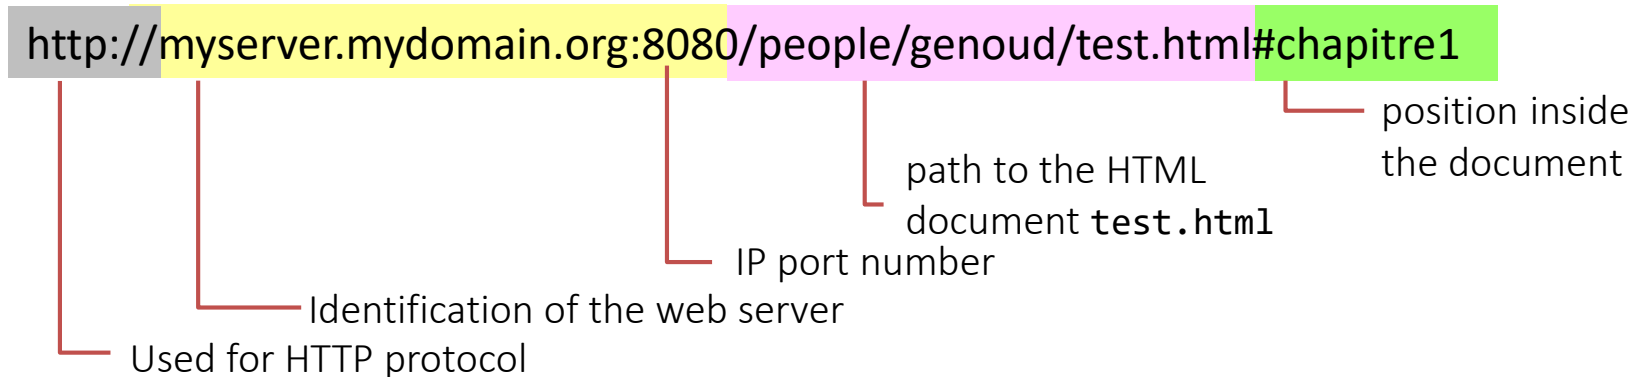 http://myserver.mydomain.org:8080/people/genoud/test.html#chapitre1
position inside
the document
path to the HTML
document test.html
IP port number
Identification of the web server
Used for HTTP protocol